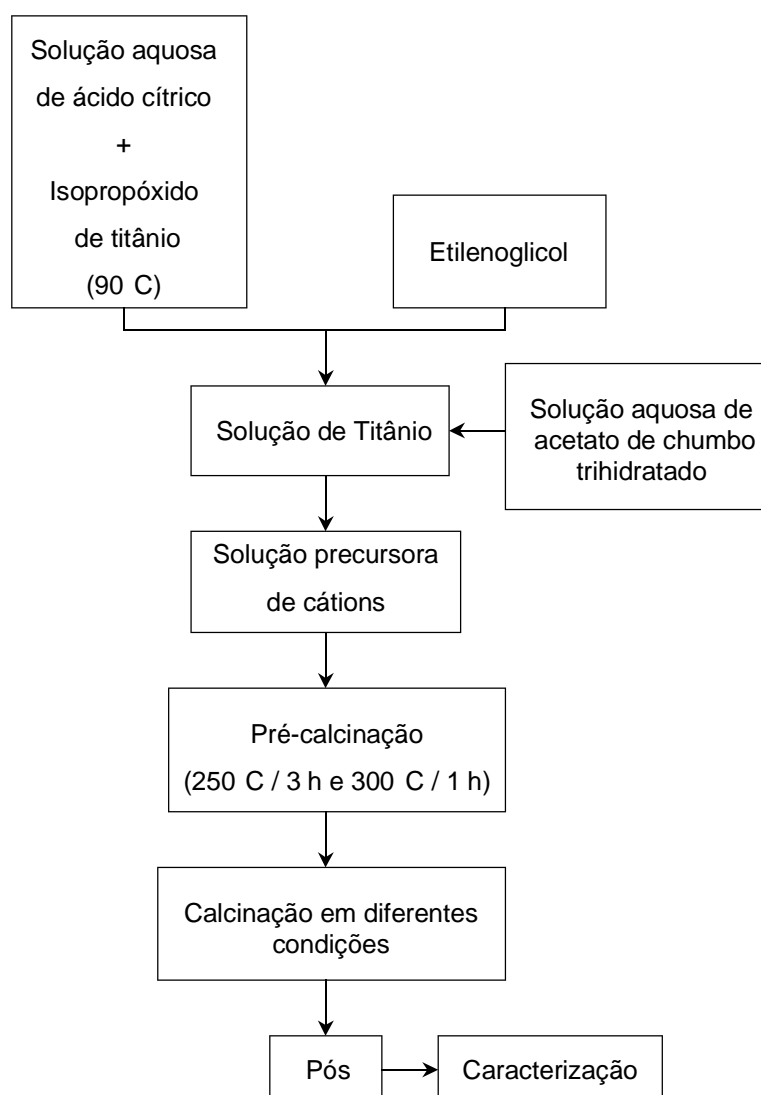 Solução aquosa
de ácido cítrico
+
Isopropóxido
de titânio
(90 C)
Etilenoglicol
Solução de Titânio
Solução aquosa de
acetato de chumbo
trihidratado
Solução precursora
de cátions
Pré-calcinação
(250 C / 3 h e 300 C / 1 h)
Calcinação em diferentes
condições
Pós
Caracterização